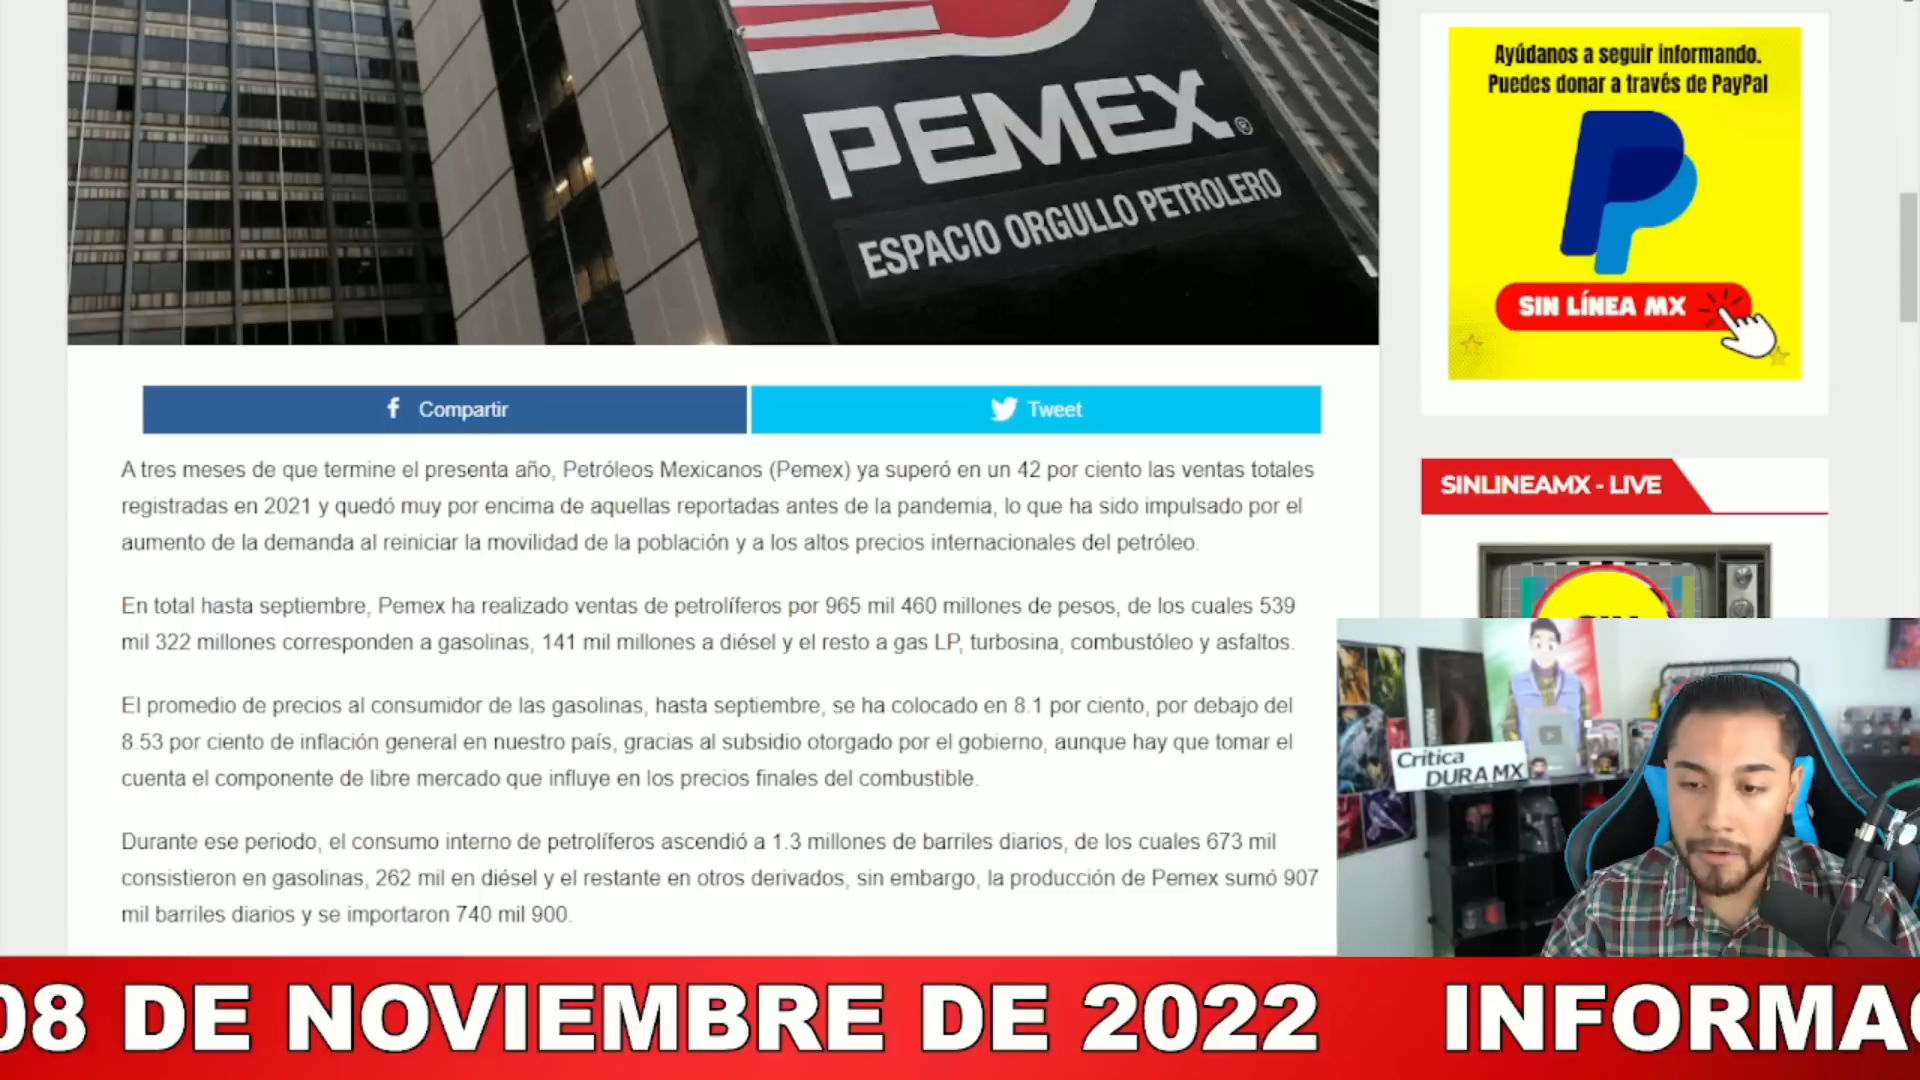 PEMEX®
ESPACIO ORGULLO PETROLERO
Ayúdanos a seguir informando.
Puedes donar a través de PayPal
SIN LÍNEA MX
Compartir
Tweet
A tres meses de que termine el presenta año, Petróleos Mexicanos (Pemex) ya superó en un 42 por ciento las ventas totales
registradas en 2021 y quedó muy por encima de aquellas reportadas antes de la pandemia, lo que ha sido impulsado por el
aumento de la demanda al reiniciar la movilidad de la población y a los altos precios internacionales del petróleo.
En total hasta septiembre, Pemex ha realizado ventas de petrolíferos por 965 mil 460 millones de pesos, de los cuales 539
mil 322 millones corresponden a gasolinas, 141 mil millones a diésel y el resto a gas LP, turbosina, combustóleo y asfaltos.
El promedio de precios al consumidor de las gasolinas, hasta septiembre, se ha colocado en 8.1 por ciento, por debajo del
8.53 por ciento de inflación general en nuestro país, gracias al subsidio otorgado por el gobierno, aunque hay que tomar el
cuenta el componente de libre mercado que influye en los precios finales del combustible.
Durante ese periodo, el consumo interno de petrolíferos ascendió a 1.3 millones de barriles diarios, de los cuales 673 mil
consistieron en gasolinas, 262 mil en diésel y el restante en otros derivados, sin embargo, la producción de Pemex sumó 907
mil barriles diarios y se importaron 740 mil 900.
SINLINEAMX - LIVE
Crítica
DURA MX
08 DE NOVIEMBRE DE 2022 INFORMA